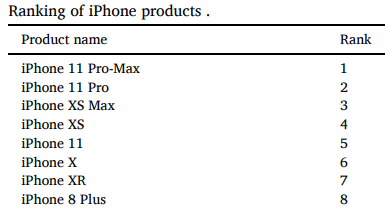 Ranking of iPhone products .
Product name Rank
iPhone 11 Pro-Max 1
iPhone 11 Pro 2
iPhone XS Max 3
iPhone XS 4
iPhone 11 5
iPhone X 6
iPhone XR 7
iPhone 8 Plus 8